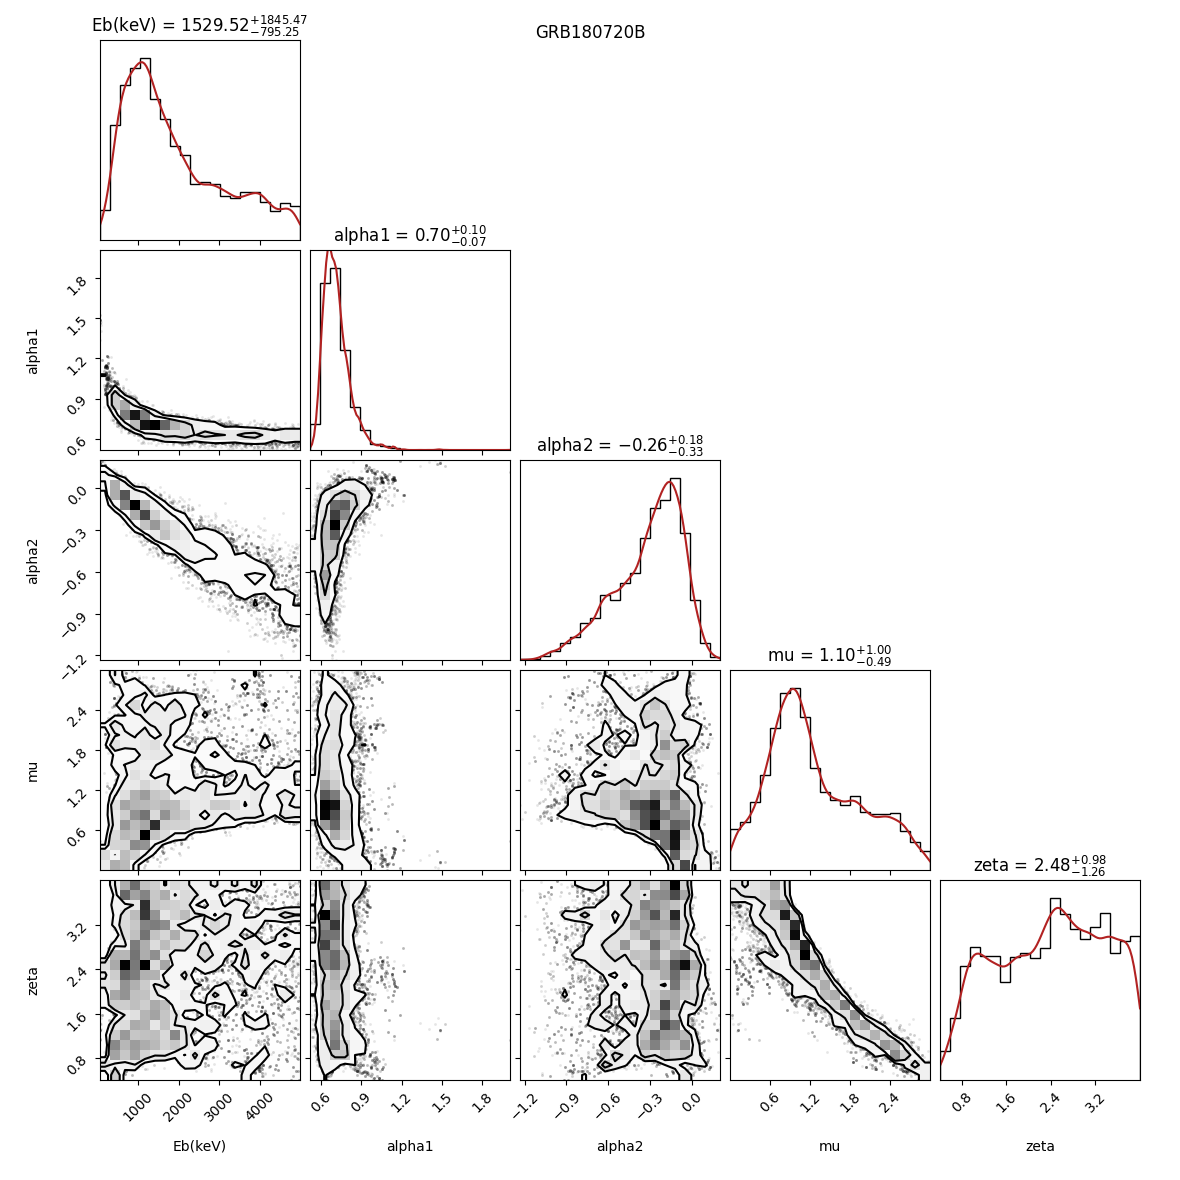 GRB180720B
Eb(keV) = 1529.52 +1845.47 −795.25
alpha1 = 0.70 +0.10 −0.07
alpha1
1.8
1.5
1.2
0.9
0.6
alpha2 = −0.26 +0.18 −0.33
alpha2
0.0
−0.3
−0.6
−0.9
−1.2
mu = 1.10 +1.00 −0.49
mu
2.4
1.8
1.2
0.6
zeta = 2.48 +0.98 −1.26
zeta
3.2
2.4
1.6
0.8
1000 2000 3000 4000 0.6 0.9 1.2 1.5 1.8 −1.2 −0.9 −0.6 −0.3 0.0 0.6 1.2 1.8 2.4 0.8 1.6 2.4 3.2
Eb(keV) alpha1 alpha2 mu zeta